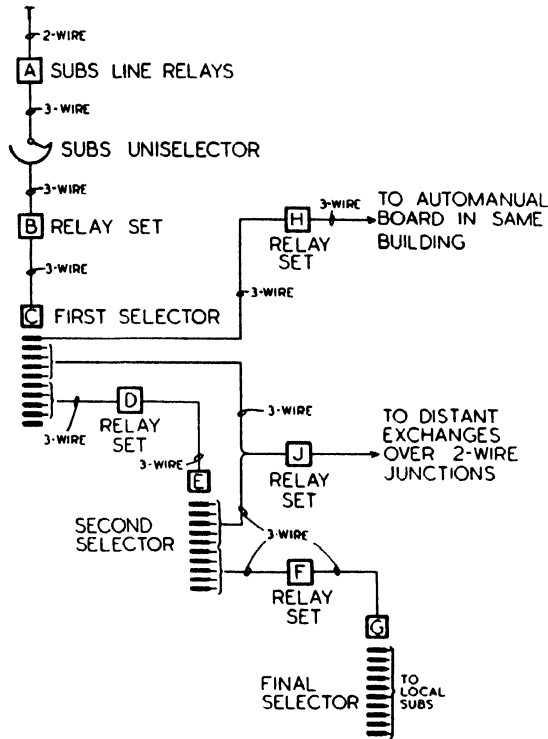 2-WIRE
A SUBS LINE RELAYS
3-WIRE
SUBS UNISELECTOR
3-WIRE
B RELAY SET
3-WIRE
C FIRST SELECTOR
H
RELAY
SET
3-WIRE
TO AUTOMANUAL
BOARD IN SAME
BUILDING
3-WIRE
D
RELAY
SET
3-WIRE
3-WIRE
3-WIRE
E
J
RELAY
SET
TO DISTANT
EXCHANGES
OVER 2-WIRE
JUNCTIONS
SECOND
SELECTOR
3-WIRE
F
RELAY
SET
G
FINAL
SELECTOR
TO
LOCAL
SUBS